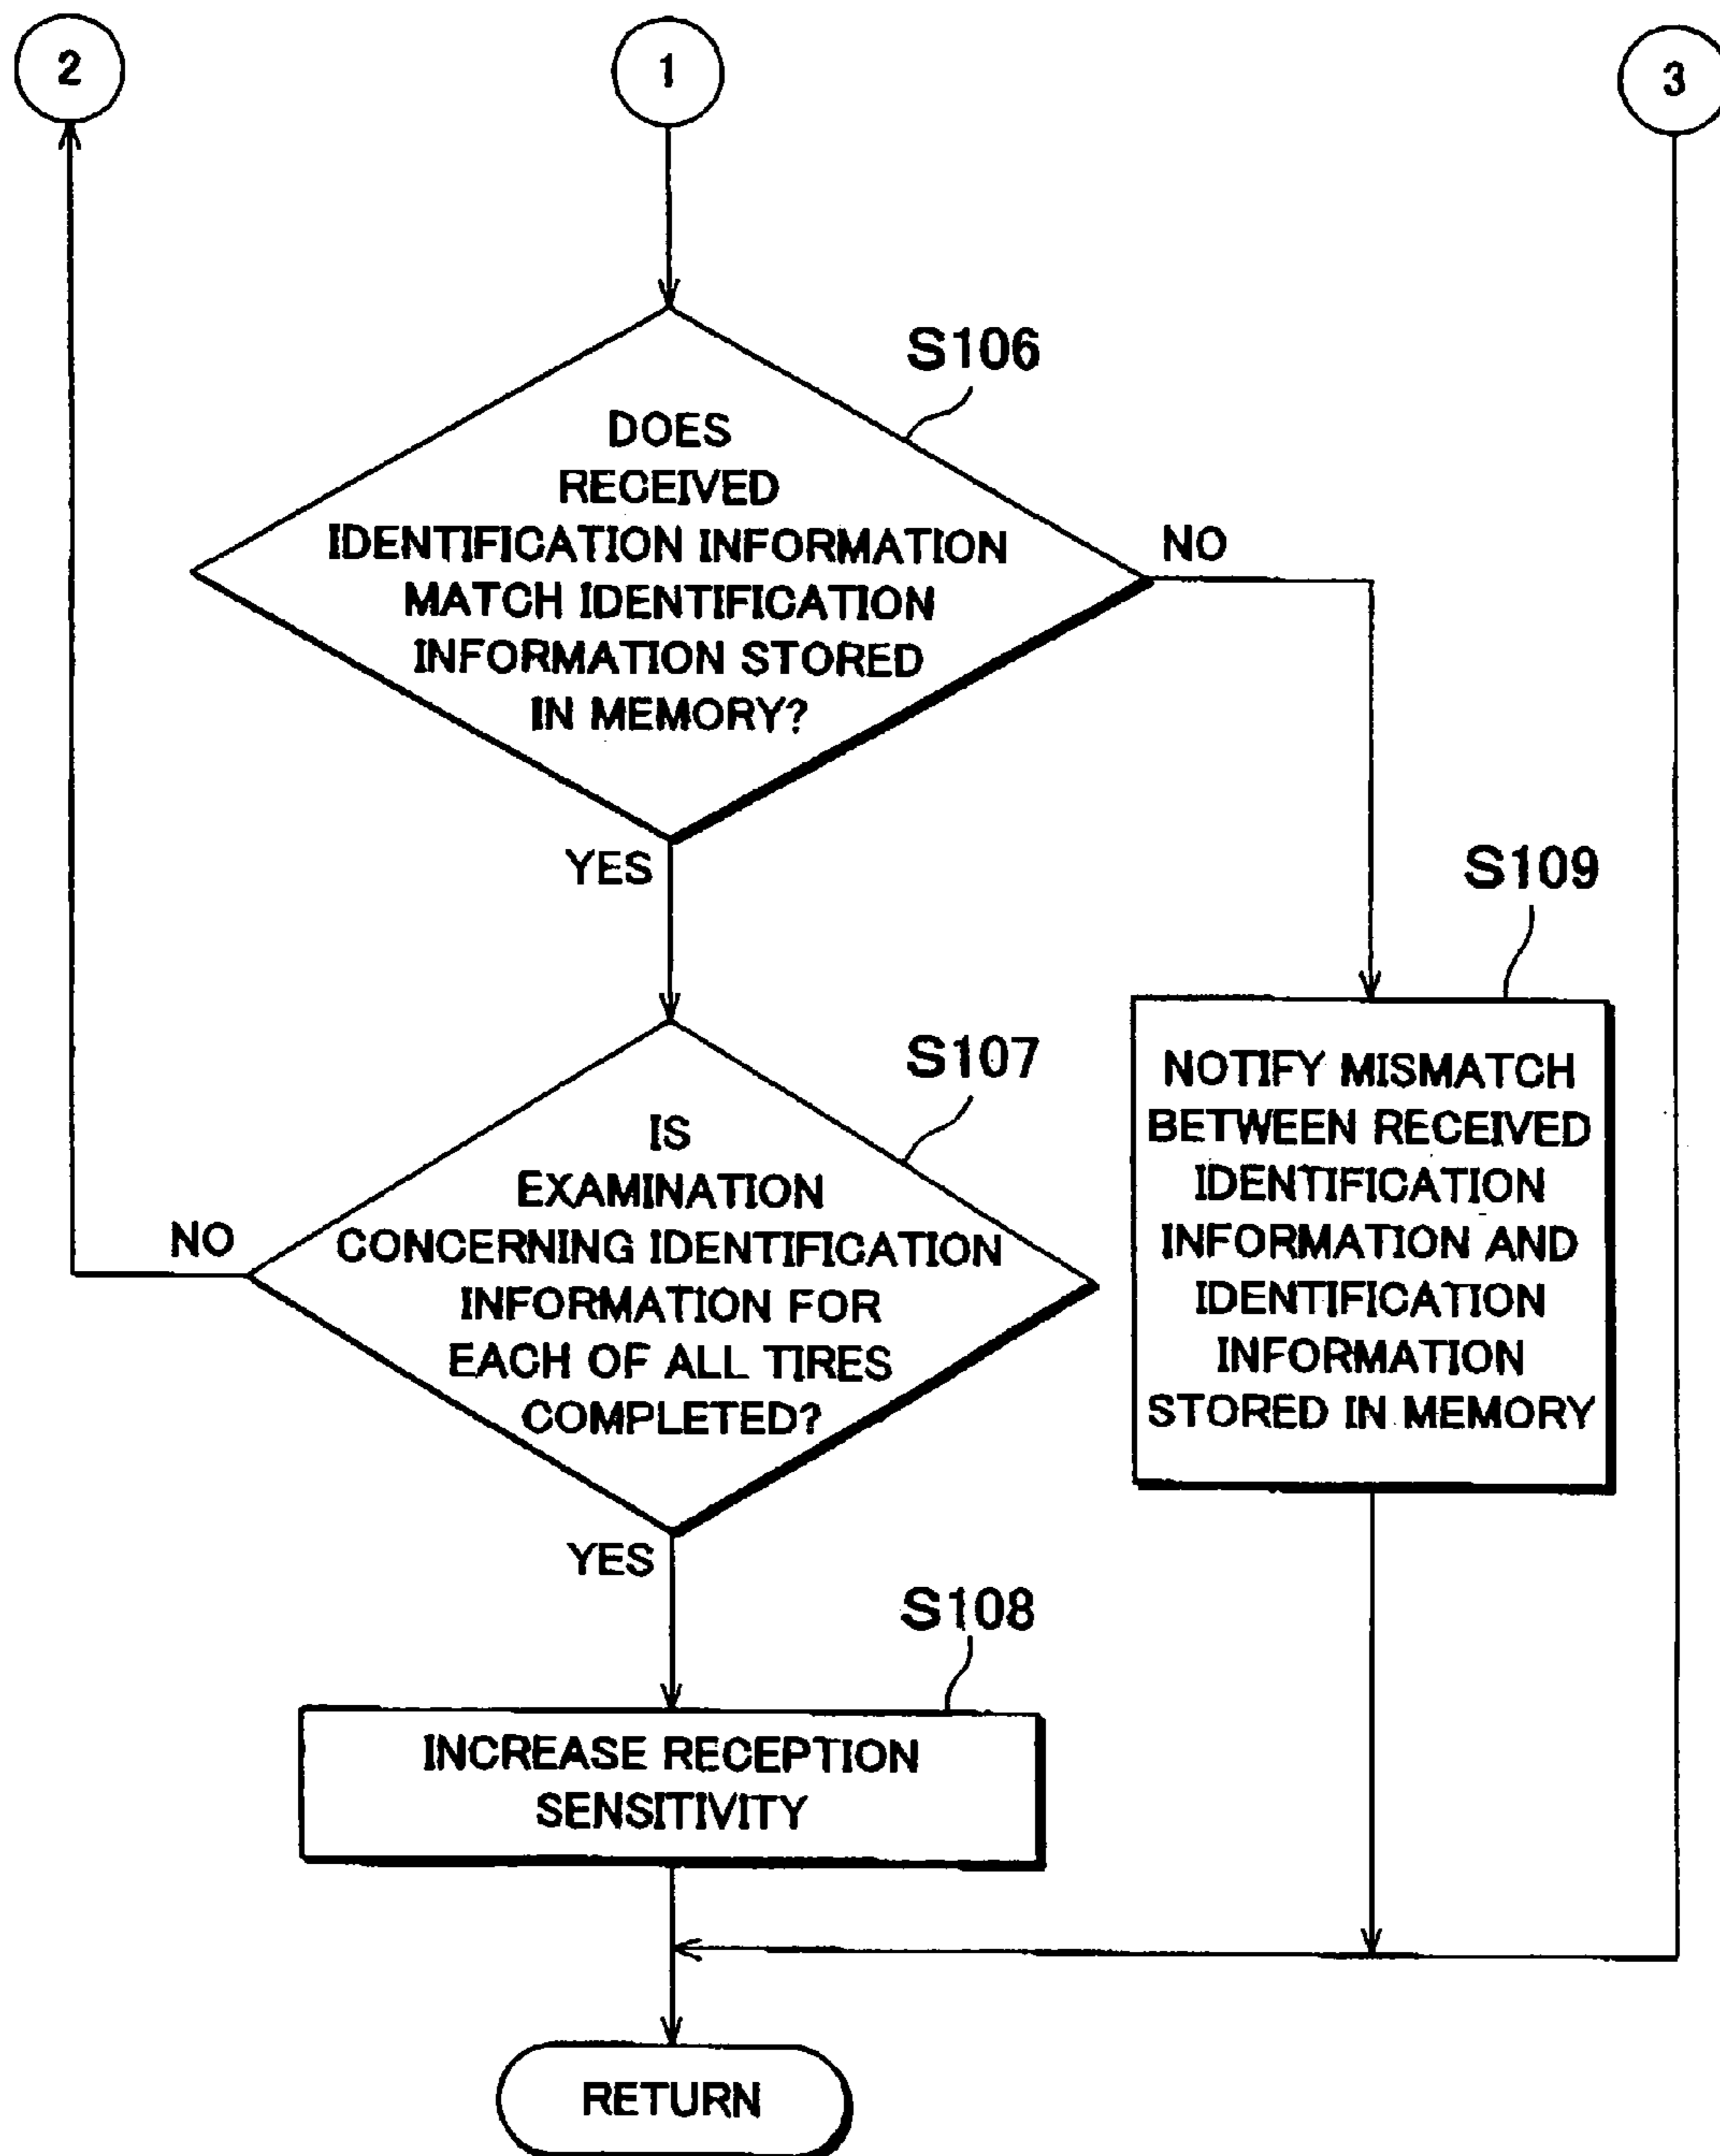 2
1
3
S106
DOES
RECEIVED
IDENTIFICATION INFORMATION
MATCH IDENTIFICATION
INFORMATION STORED
IN MEMORY?
NO
YES
S109
NOTIFY MISMATCH
BETWEEN RECEIVED
IDENTIFICATION
INFORMATION AND
IDENTIFICATION
INFORMATION
STORED IN MEMORY
S107
IS
EXAMINATION
CONCERNING IDENTIFICATION
INFORMATION FOR
EACH OF ALL TIRES
COMPLETED?
NO
YES
S108
INCREASE RECEPTION
SENSITIVITY
RETURN